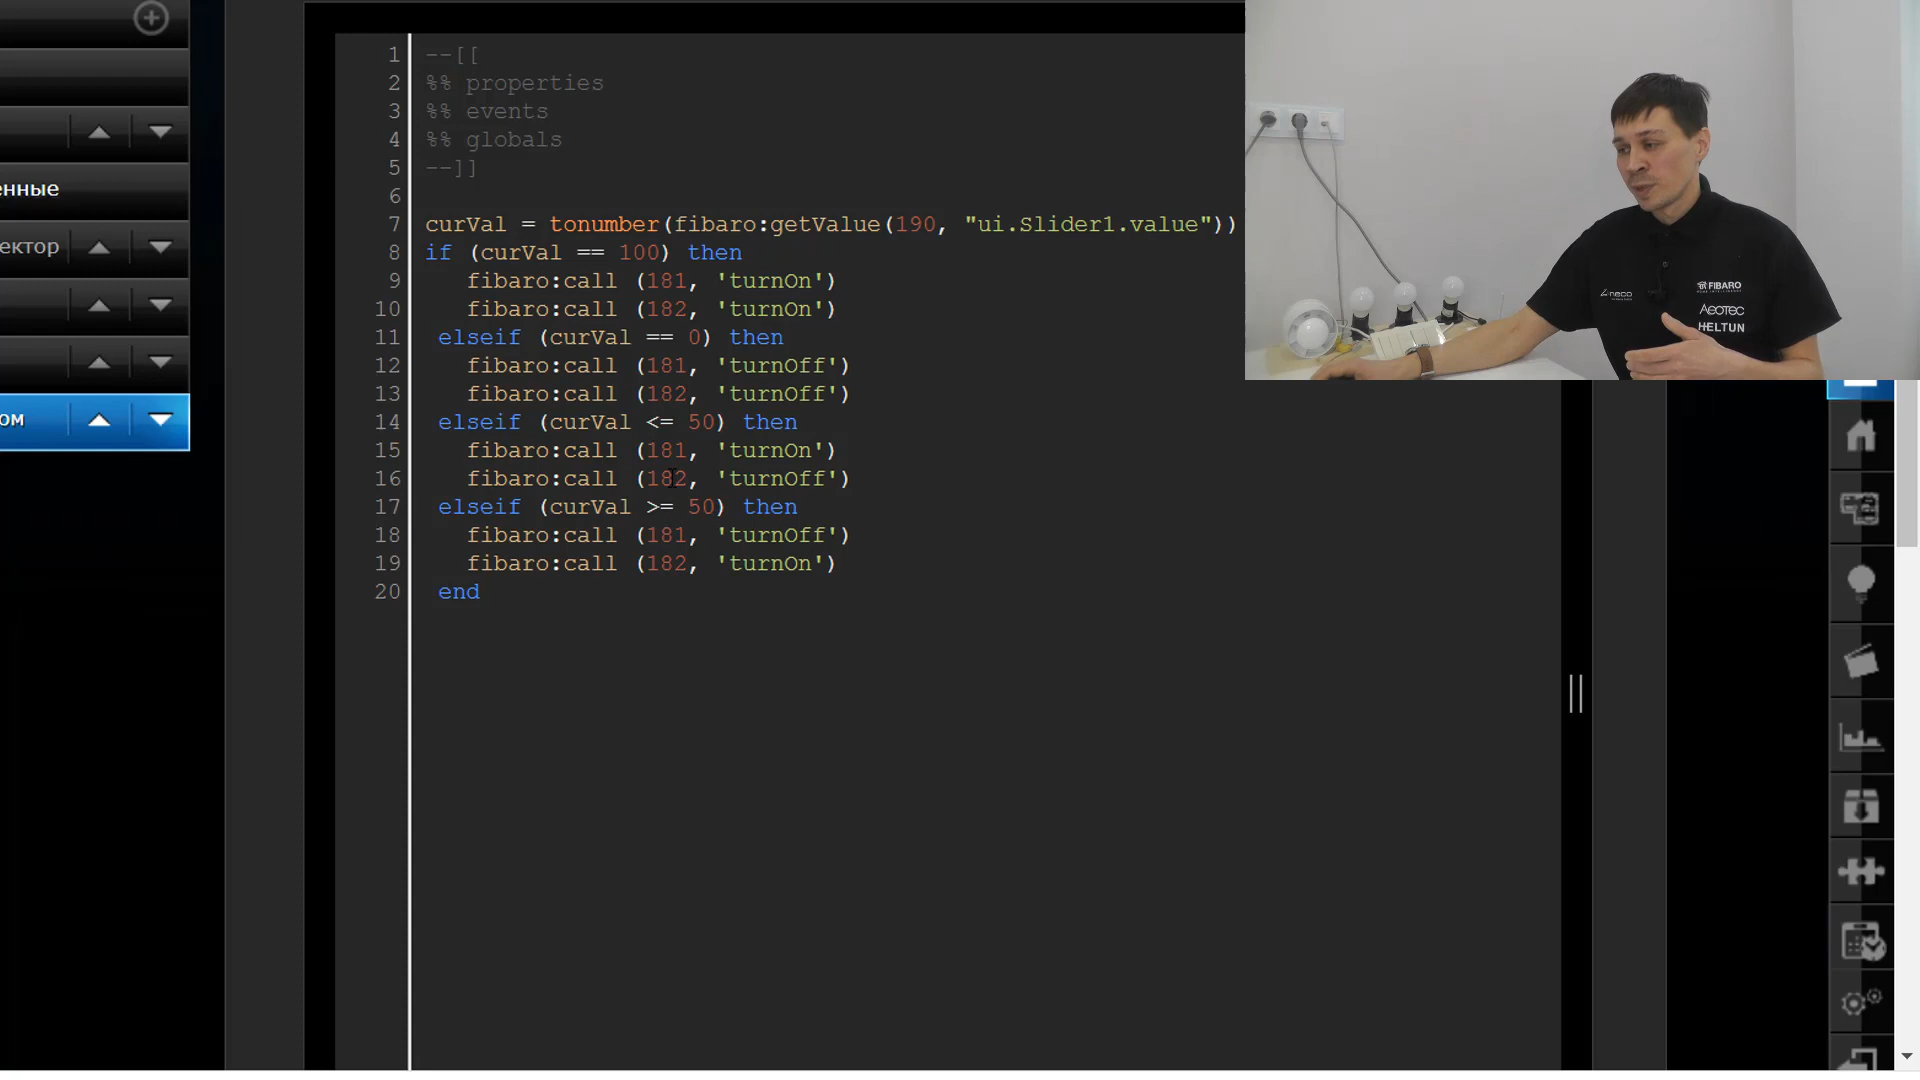 енные
ектор
ом
1 --[[
2 %% properties
3 %% events
4 %% globals
5 --]]
6
7 curVal = tonumber(fibaro:getValue(190, "ui.Slider1.value"))
8 if (curVal == 100) then
9 fibaro:call (181, 'turnOn')
10 fibaro:call (182, 'turnOn')
11 elseif (curVal == 0) then
12 fibaro:call (181, 'turnOff')
13 fibaro:call (182, 'turnOff')
14 elseif (curVal <= 50) then
15 fibaro:call (181, 'turnOn')
16 fibaro:call (182, 'turnOff')
17 elseif (curVal >= 50) then
18 fibaro:call (181, 'turnOff')
19 fibaro:call (182, 'turnOn')
20 end
FIBARO
AEOTEC
HELTUN